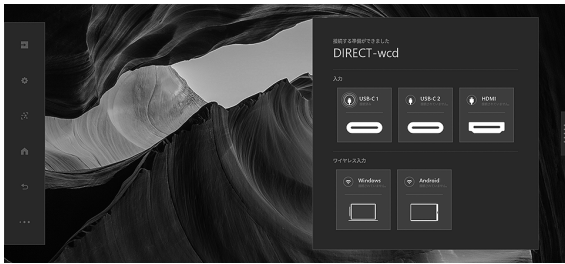 接続する準備ができました
DIRECT-wcd
入力
USB-C 1
USB-C 2
HDMI
ワイヤレス入力
Windows
Android